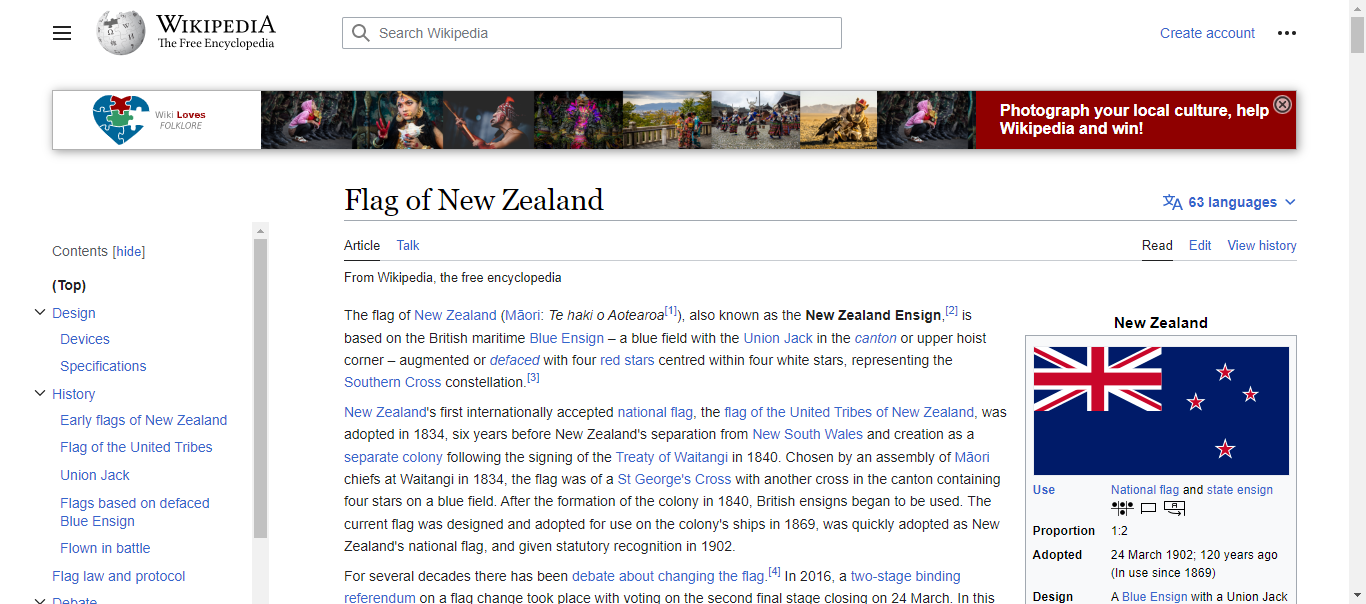 WIKIPEDIA
The Free Encyclopedia
Search Wikipedia
Create account
Wiki Loves
FOLKLORE
Photograph your local culture, help
Wikipedia and win!
Flag of New Zealand
63 languages
Contents [hide]
(Top)
Design
Devices
Specifications
History
Early flags of New Zealand
Flag of the United Tribes
Union Jack
Flags based on defaced
Blue Ensign
Flown in battle
Flag law and protocol
Debate
Article Talk
Read Edit View history
From Wikipedia, the free encyclopedia
The flag of New Zealand (Māori: Te haki o Aotearoa[1]), also known as the New Zealand Ensign,[2] is
based on the British maritime Blue Ensign – a blue field with the Union Jack in the canton or upper hoist
corner – augmented or defaced with four red stars centred within four white stars, representing the
Southern Cross constellation.[3]
New Zealand's first internationally accepted national flag, the flag of the United Tribes of New Zealand, was
adopted in 1834, six years before New Zealand's separation from New South Wales and creation as a
separate colony following the signing of the Treaty of Waitangi in 1840. Chosen by an assembly of Māori
chiefs at Waitangi in 1834, the flag was of a St George's Cross with another cross in the canton containing
four stars on a blue field. After the formation of the colony in 1840, British ensigns began to be used. The
current flag was designed and adopted for use on the colony's ships in 1869, was quickly adopted as New
Zealand's national flag, and given statutory recognition in 1902.
For several decades there has been debate about changing the flag.[4] In 2016, a two-stage binding
referendum on a flag change took place with voting on the second final stage closing on 24 March. In this
New Zealand
Use National flag and state ensign
Proportion 1:2
Adopted 24 March 1902; 120 years ago
(In use since 1869)
Design A Blue Ensign with a Union Jack